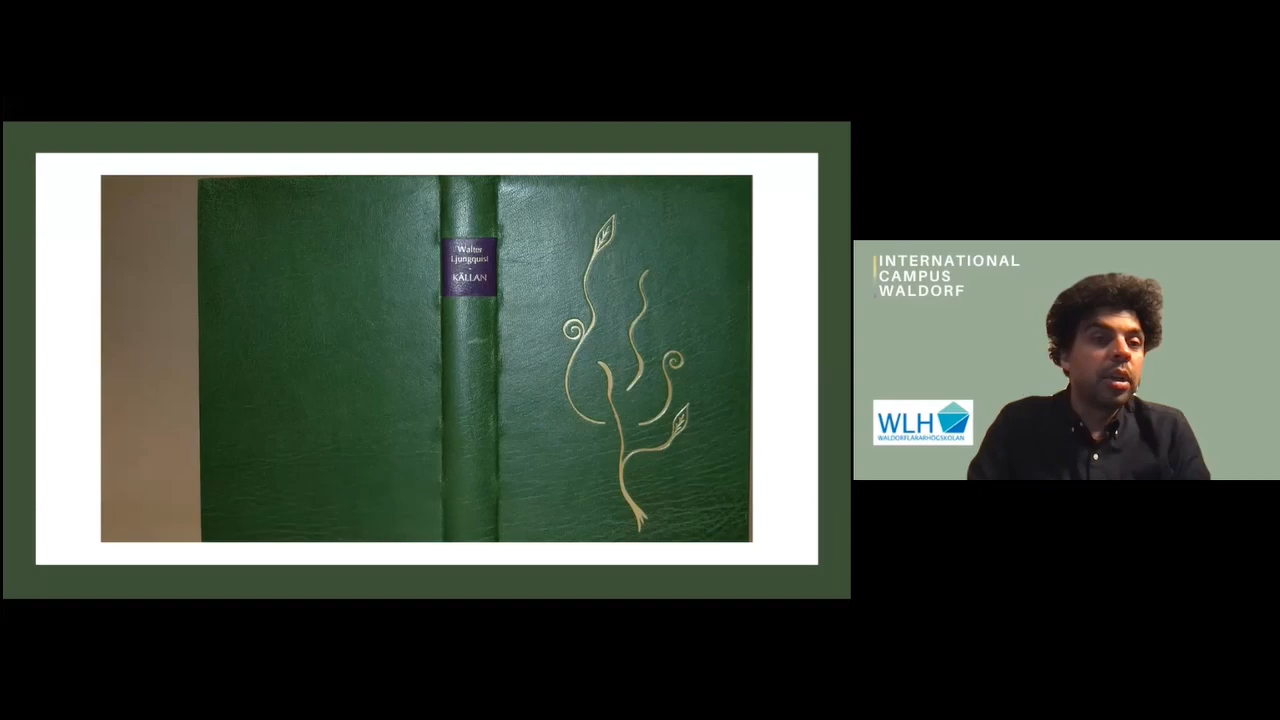 Walter
Ljungquist
KÄLLAN
INTERNATIONAL
CAMPUS
WALDORF
WLH
WALDORFLÄRARHÖGSKOLAN